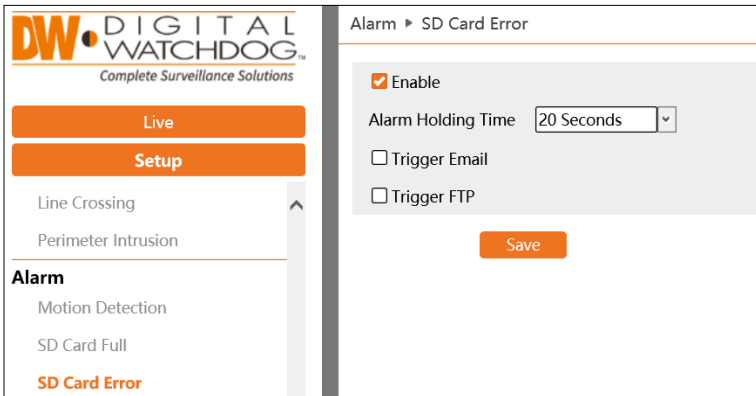 DW DIGITAL
WATCHDOG™
Complete Surveillance Solutions
Live
Setup
Line Crossing
Perimeter Intrusion
Alarm
Motion Detection
SD Card Full
SD Card Error
Alarm ▶ SD Card Error
Enable
Alarm Holding Time 20 Seconds
Trigger Email
Trigger FTP
Save